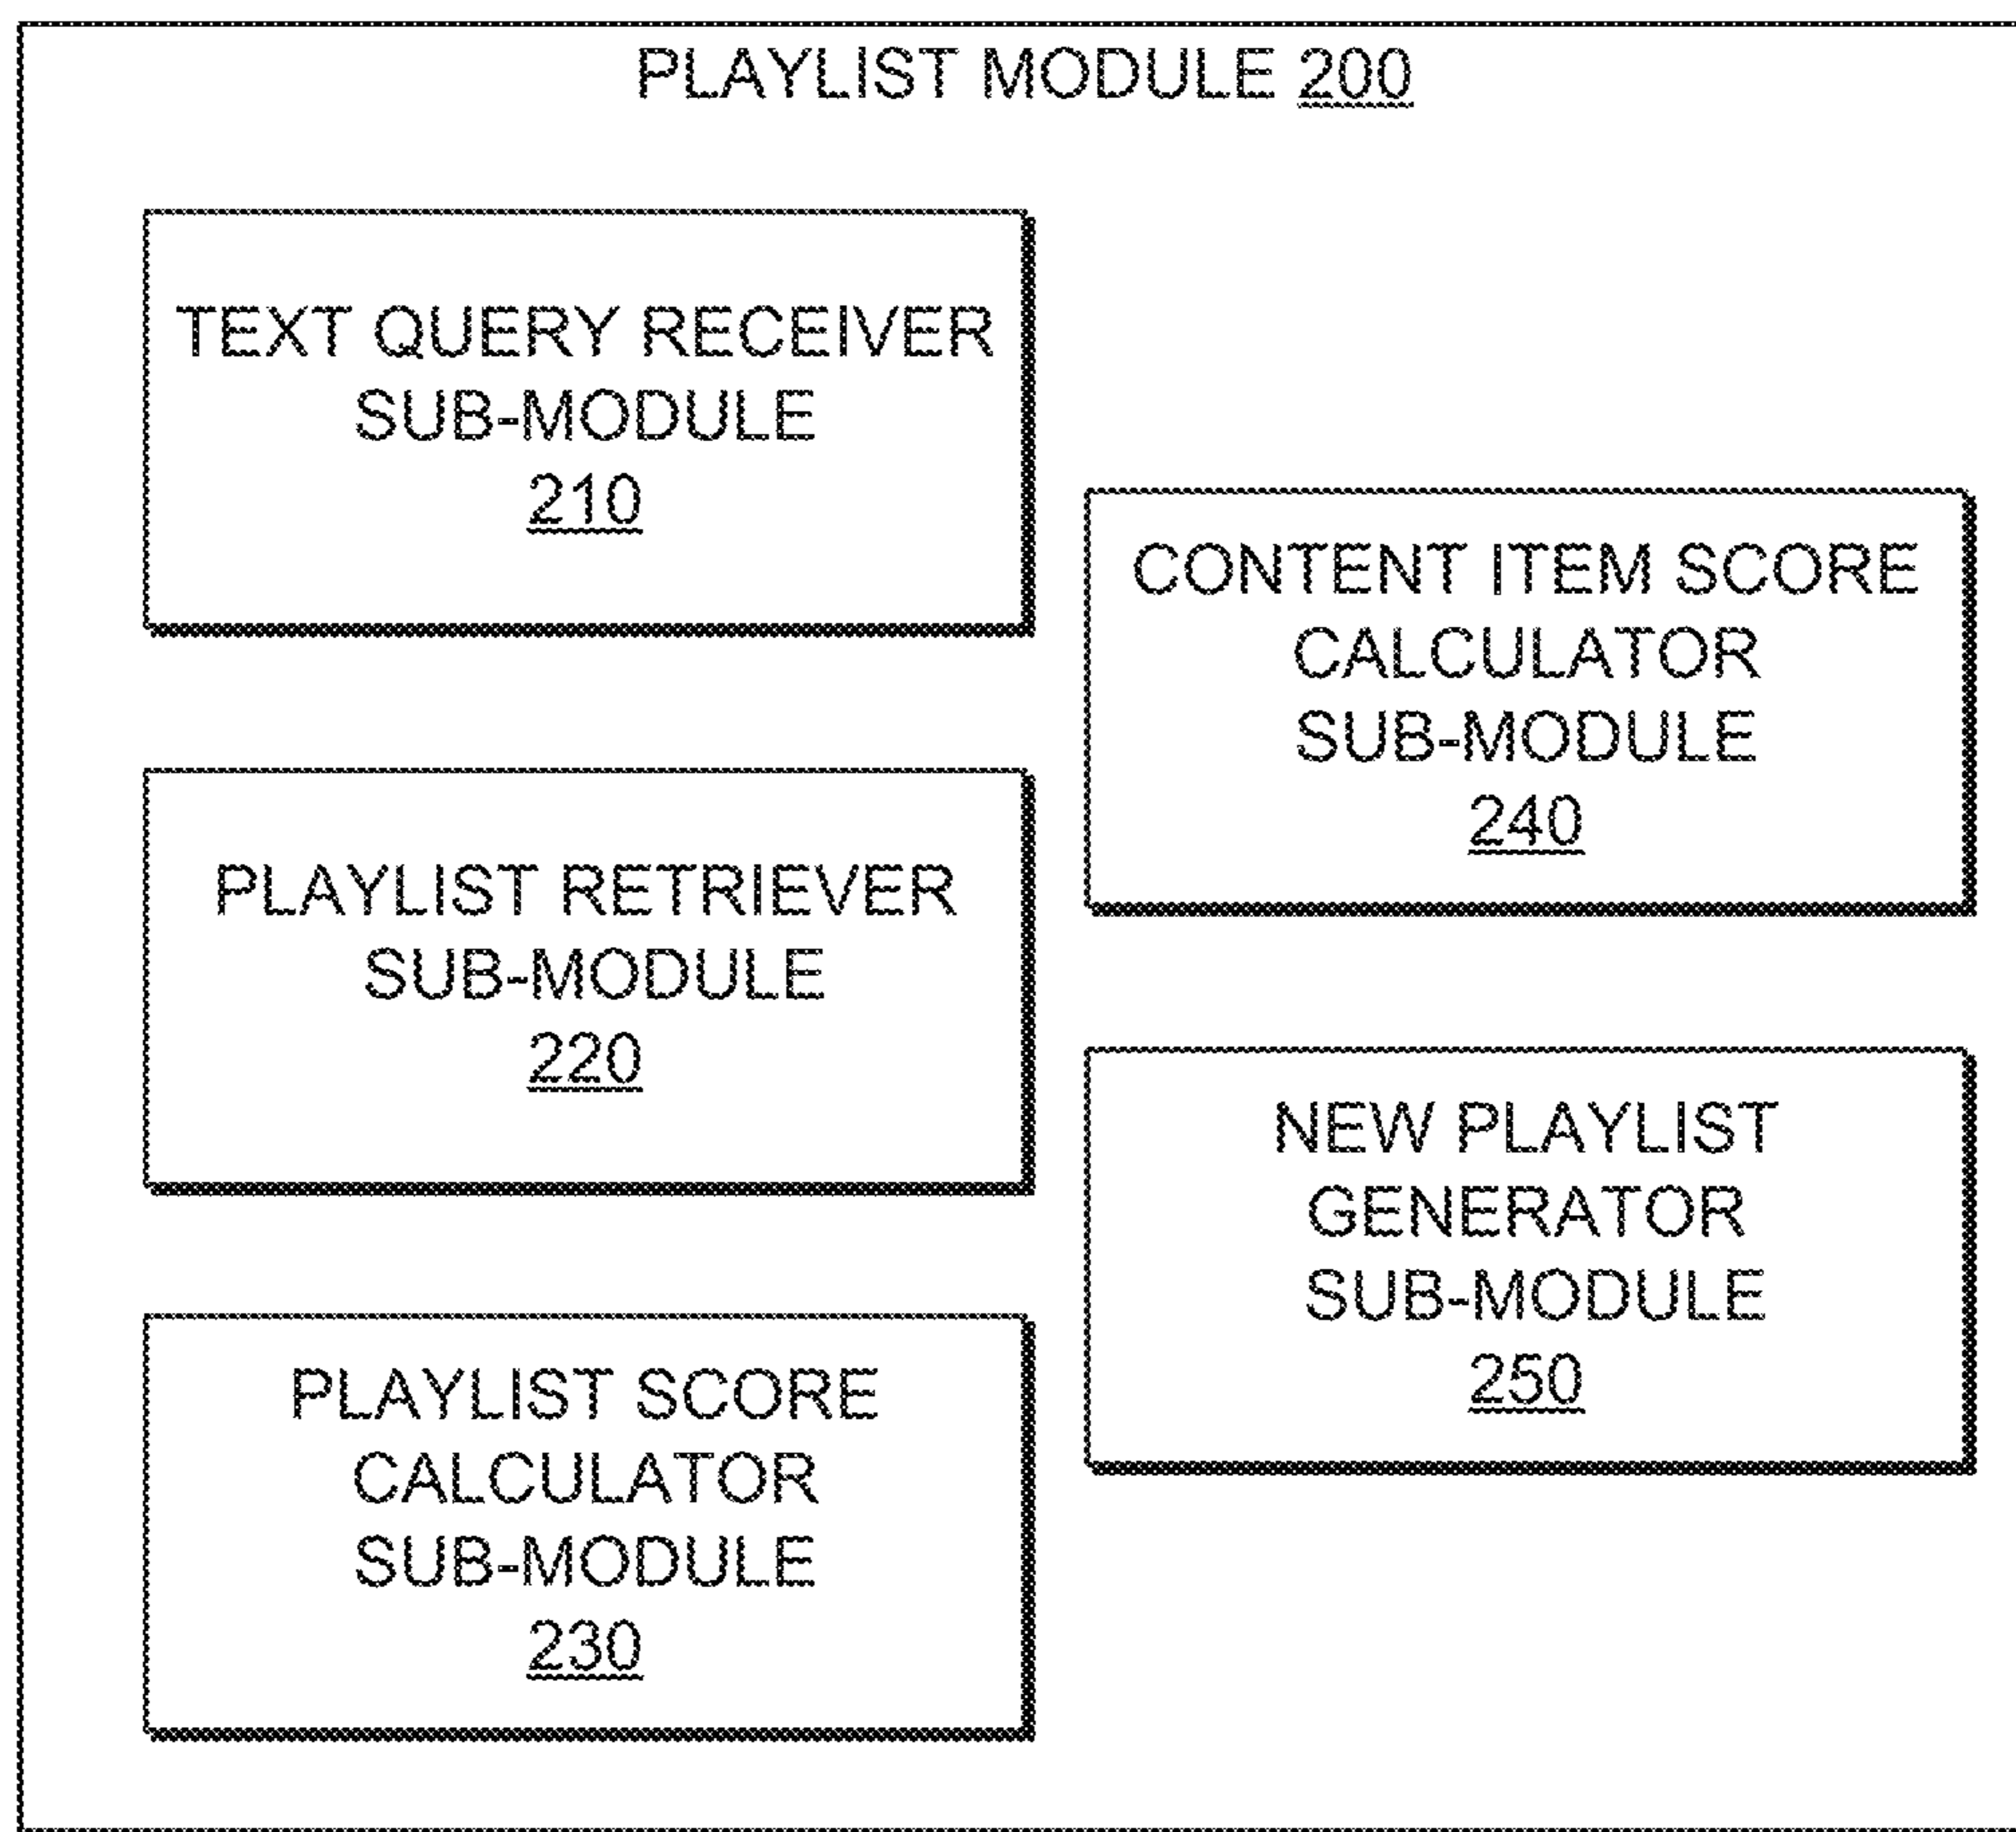 PLAYLIST MODULE 200
TEXT QUERY RECEIVER
SUB-MODULE
210
PLAYLIST RETRIEVER
SUB-MODULE
220
PLAYLIST SCORE
CALCULATOR
SUB-MODULE
230
CONTENT ITEM SCORE
CALCULATOR
SUB-MODULE
240
NEW PLAYLIST
GENERATOR
SUB-MODULE
250